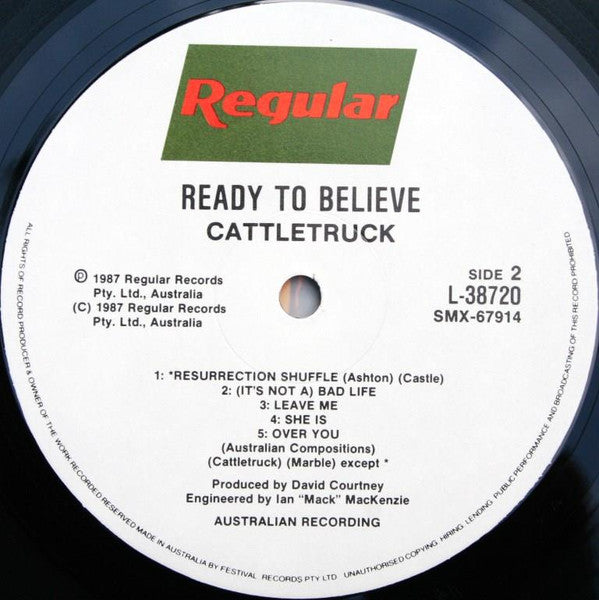 Regular
READY TO BELIEVE
CATTLETRUCK
℗ 1987 Regular Records
Pty. Ltd., Australia
(C) 1987 Regular Records
Pty. Ltd., Australia
SIDE 2
L-38720
SMX-67914
1: *RESURRECTION SHUFFLE (Ashton) (Castle)
2: (IT'S NOT A) BAD LIFE
3: LEAVE ME
4: SHE IS
5: OVER YOU
(Australian Compositions)
(Cattletruck) (Marble) except *
Produced by David Courtney
Engineered by Ian "Mack" MacKenzie
AUSTRALIAN RECORDING
ALL RIGHTS OF RECORD PRODUCER & OWNER OF THE WORK RECORDED RESERVED MADE IN AUSTRALIA BY FESTIVAL RECORDS PTY LTD UNAUTHORISED COPYING HIRING LENDING PUBLIC PERFORMANCE AND BROADCASTING OF THIS RECORD PROHIBITED